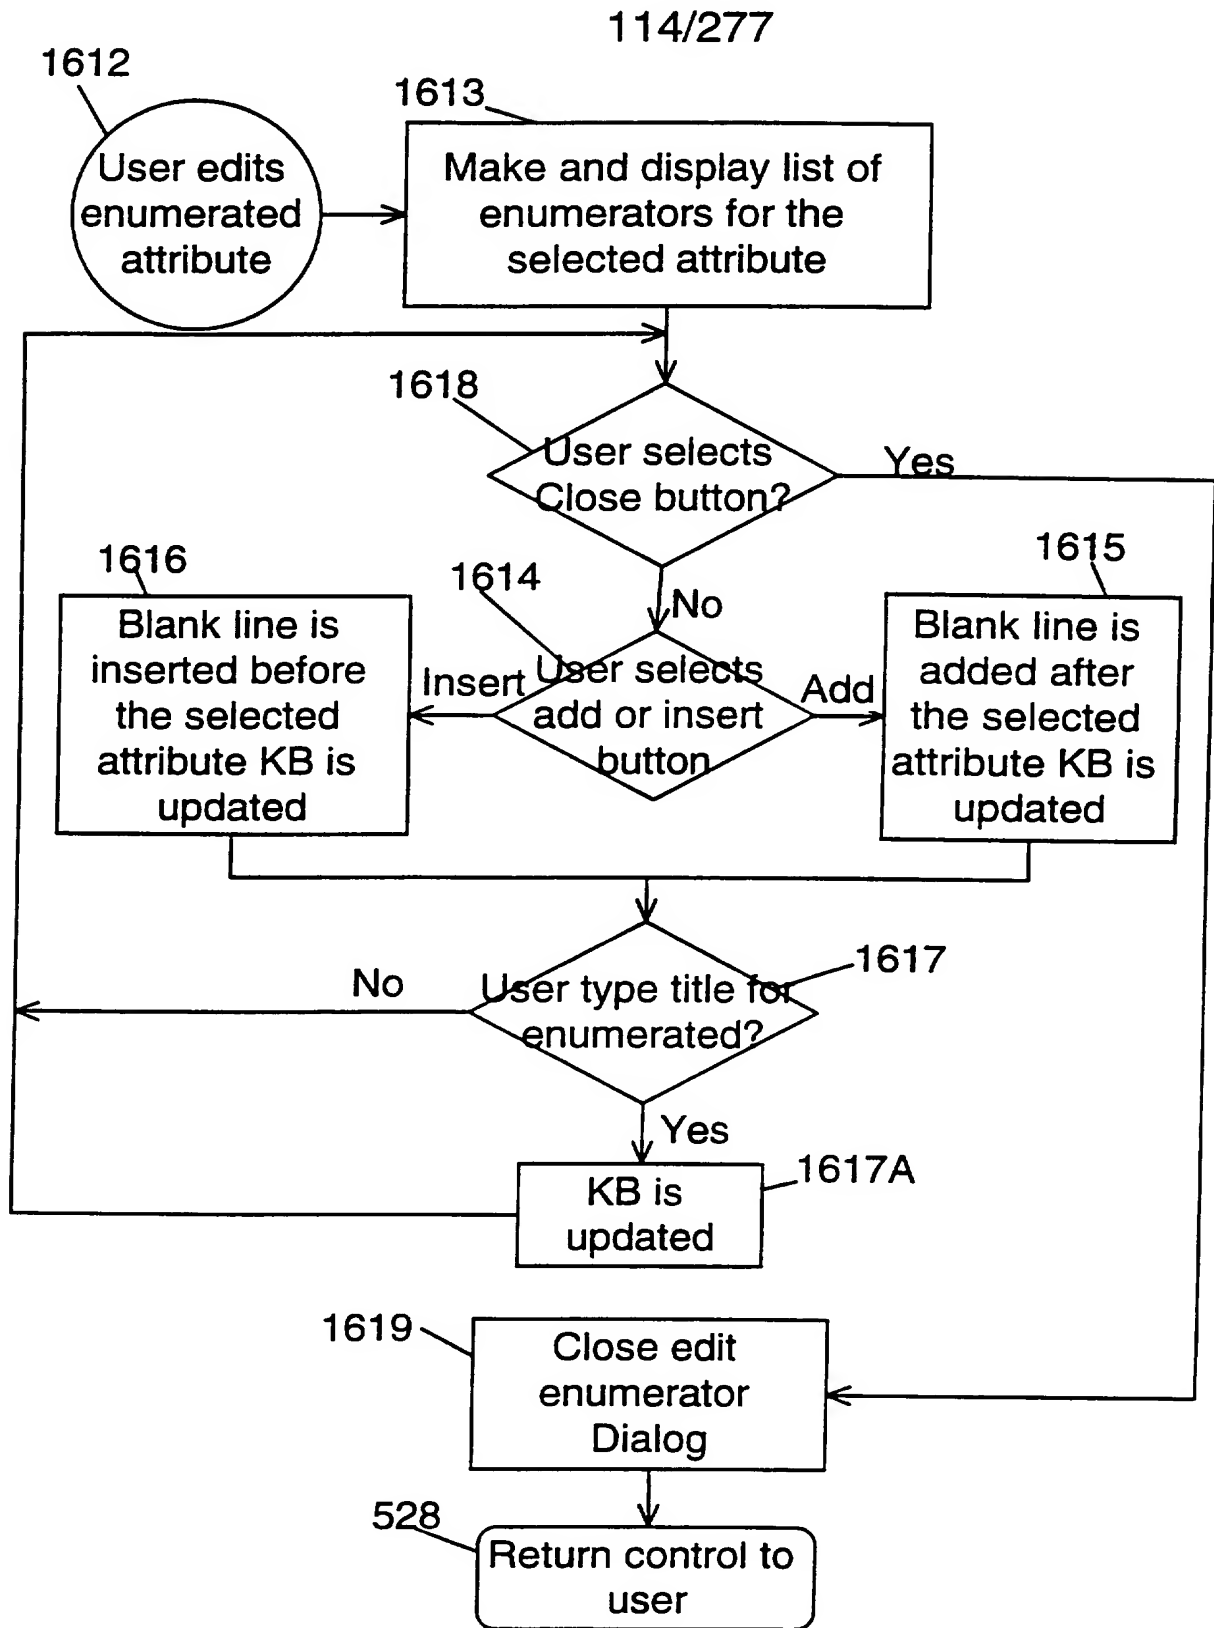 114/277
1612
User edits
enumerated
attribute
1613
Make and display list of
enumerators for the
selected attribute
1618
User selects
Close button?
Yes
No
1616
Blank line is
inserted before
the selected
attribute KB is
updated
1614
User selects
add or insert
button
Insert
Add
1615
Blank line is
added after
the selected
attribute KB is
updated
1617
User type title for
enumerated?
No
Yes
1617A
KB is
updated
1619
Close edit
enumerator
Dialog
528
Return control to
user